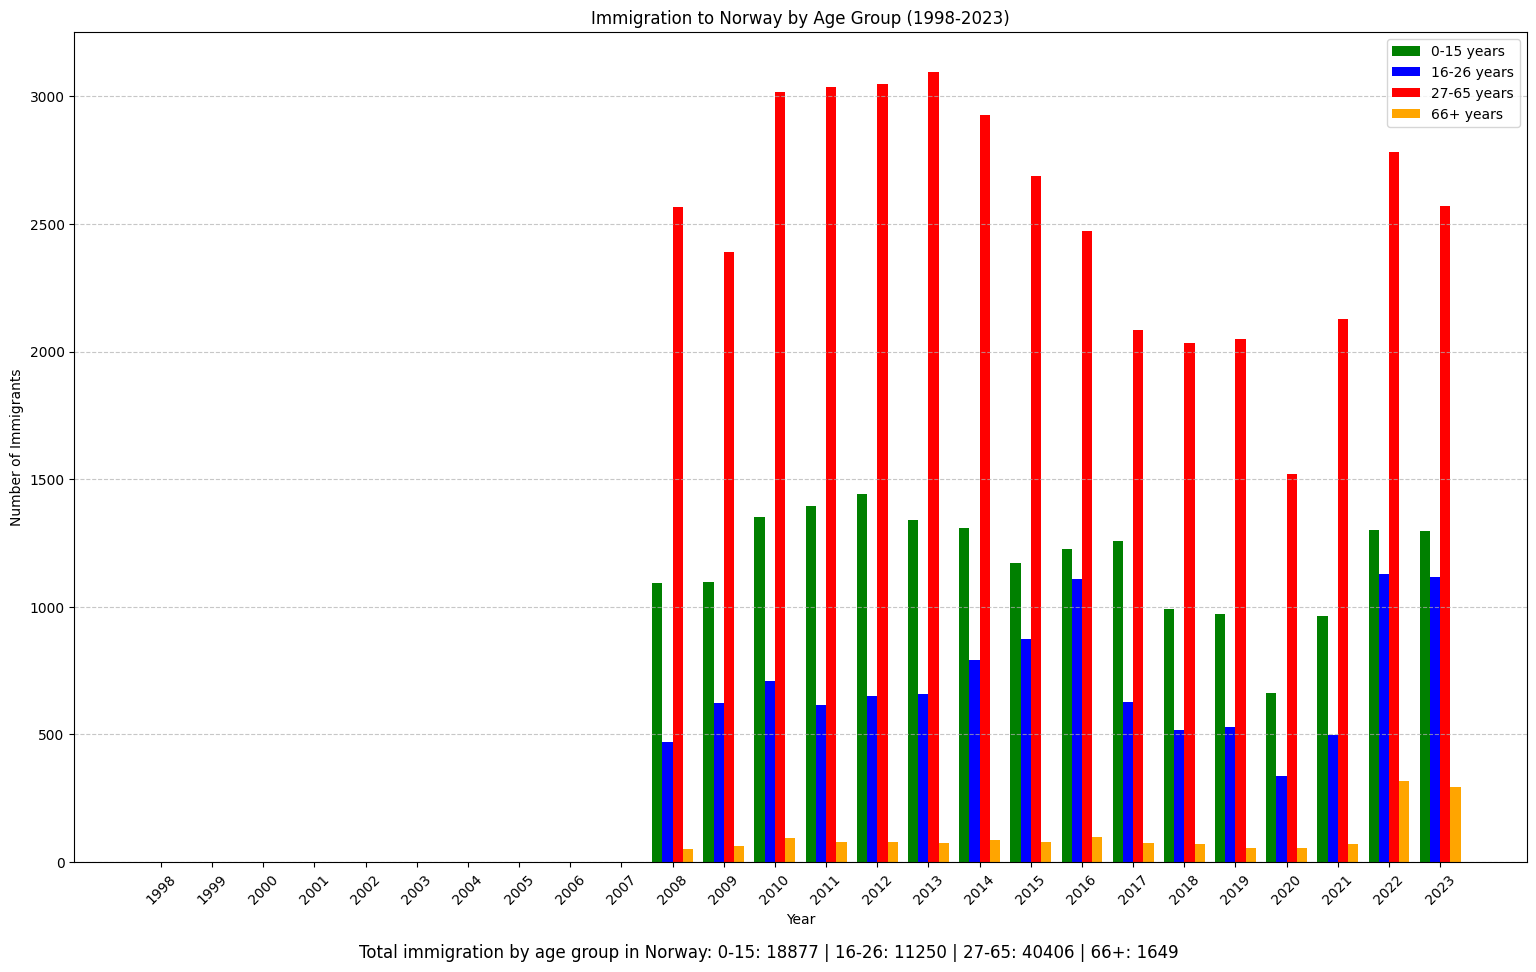 Immigration to Norway by Age Group (1998-2023)
0-15 years
16-26 years
27-65 years
66+ years
Number of Immigrants
3000
2500
2000
1500
1000
500
0
1998 1999 2000 2001 2002 2003 2004 2005 2006 2007 2008 2009 2010 2011 2012 2013 2014 2015 2016 2017 2018 2019 2020 2021 2022 2023
Year
Total immigration by age group in Norway: 0-15: 18877 | 16-26: 11250 | 27-65: 40406 | 66+: 1649